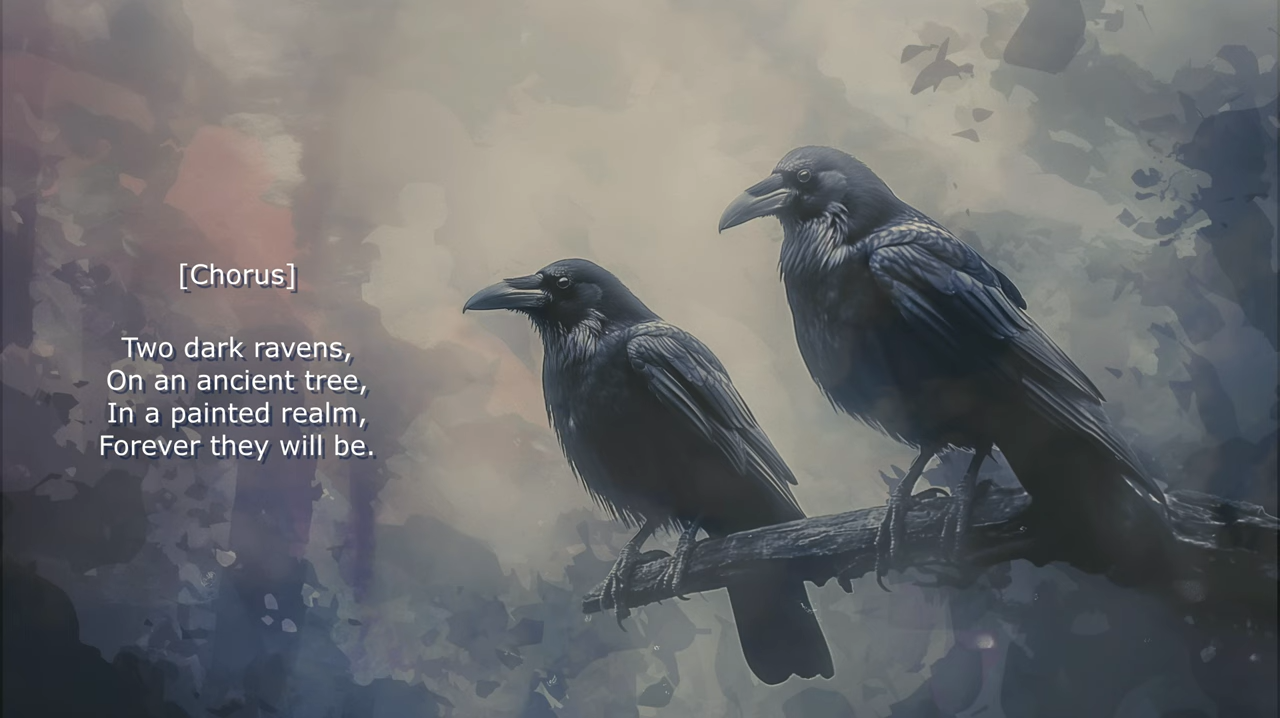 [Chorus]
Two dark ravens,
On an ancient tree,
In a painted realm,
Forever they will be.